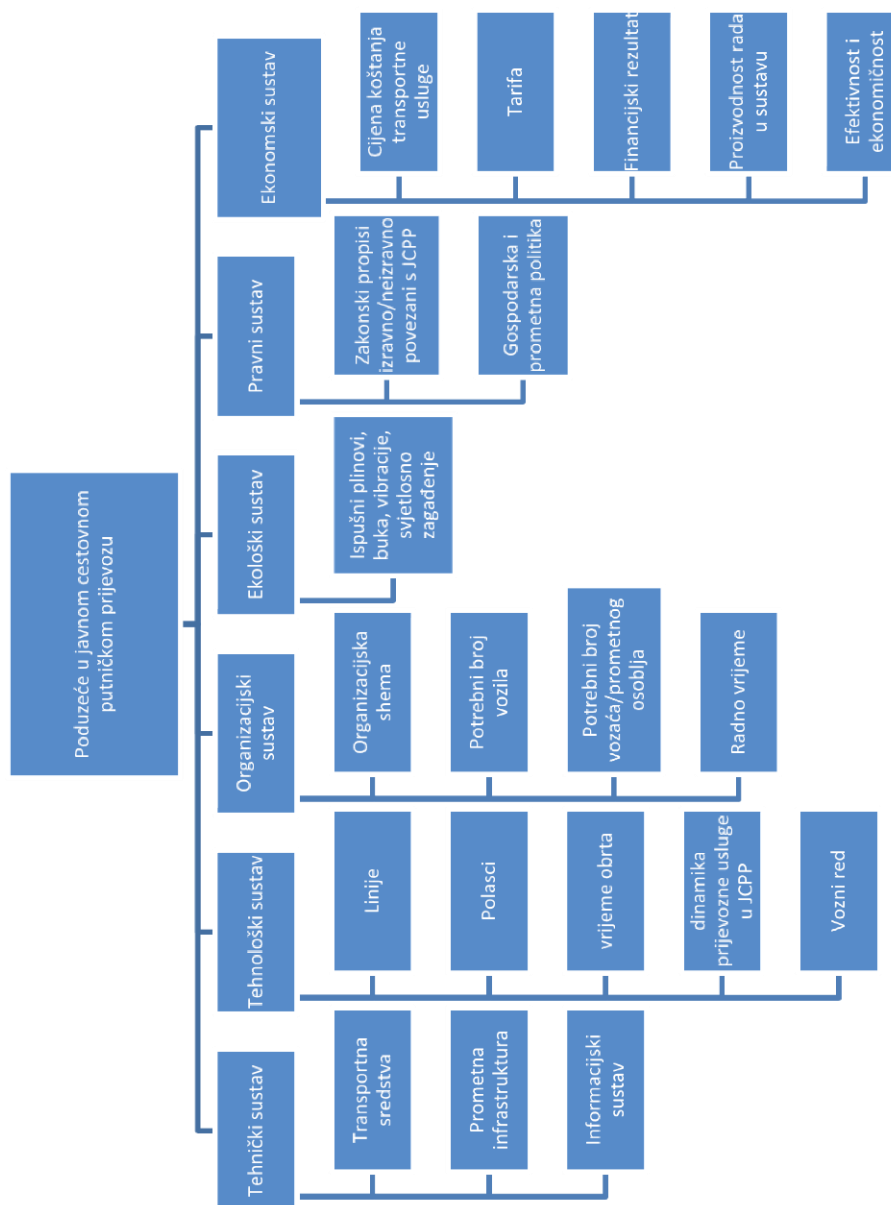 Poduzeće u javnom cestovnom
putničkom prijevozu
Tehnički sustav
Transportna
sredstva
Prometna
infrastruktura
Informacijski
sustav
Tehnološki sustav
Linije
Polasci
vrijeme obrta
dinamika
prijevozne usluge
u JCPP
Vozni red
Organizacijski
sustav
Organizacijska
shema
Potrebni broj
vozila
Potrebni broj
vozača/prometnog
osoblja
Radno vrijeme
Ekološki sustav
Ispušni plinovi,
buka, vibracije,
svjetlosno
zagađenje
Pravni sustav
Zakonski propisi
izravno/neizravno
povezani s JCPP
Gospodarska i
prometna politika
Ekonomski sustav
Cijena koštanja
transportne
usluge
Tarifa
Financijski rezultat
Proizvodnost rada
u sustavu
Efektivnost i
ekonomičnost